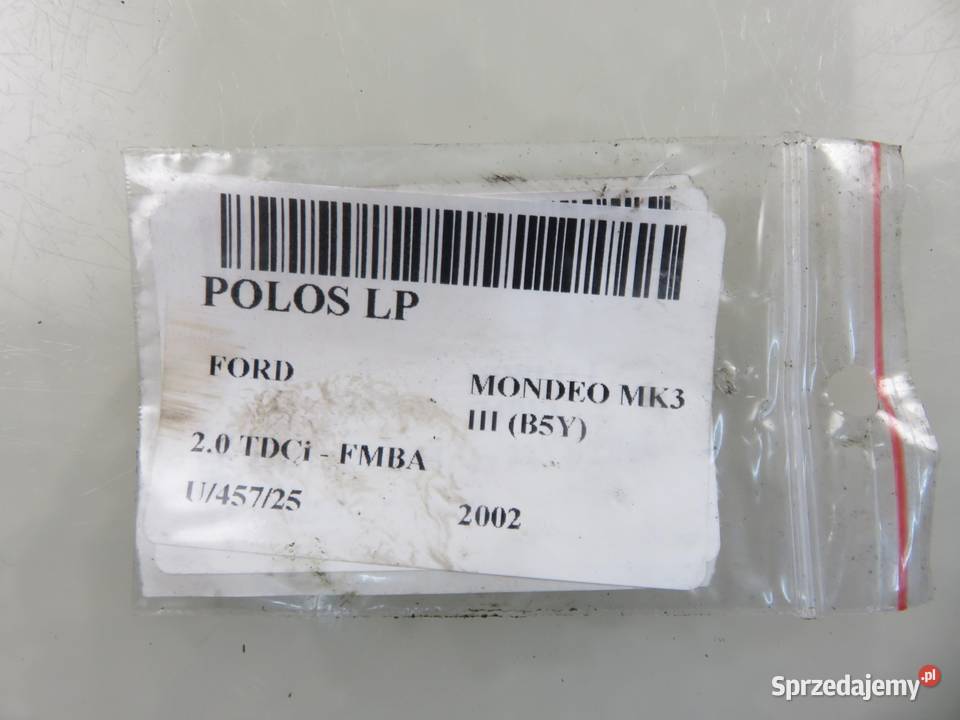 POLOS LP
FORD
MONDEO MK3
III (B5Y)
2.0 TDCi - FMBA
U/457/25
2002
Sprzedajemy.pl